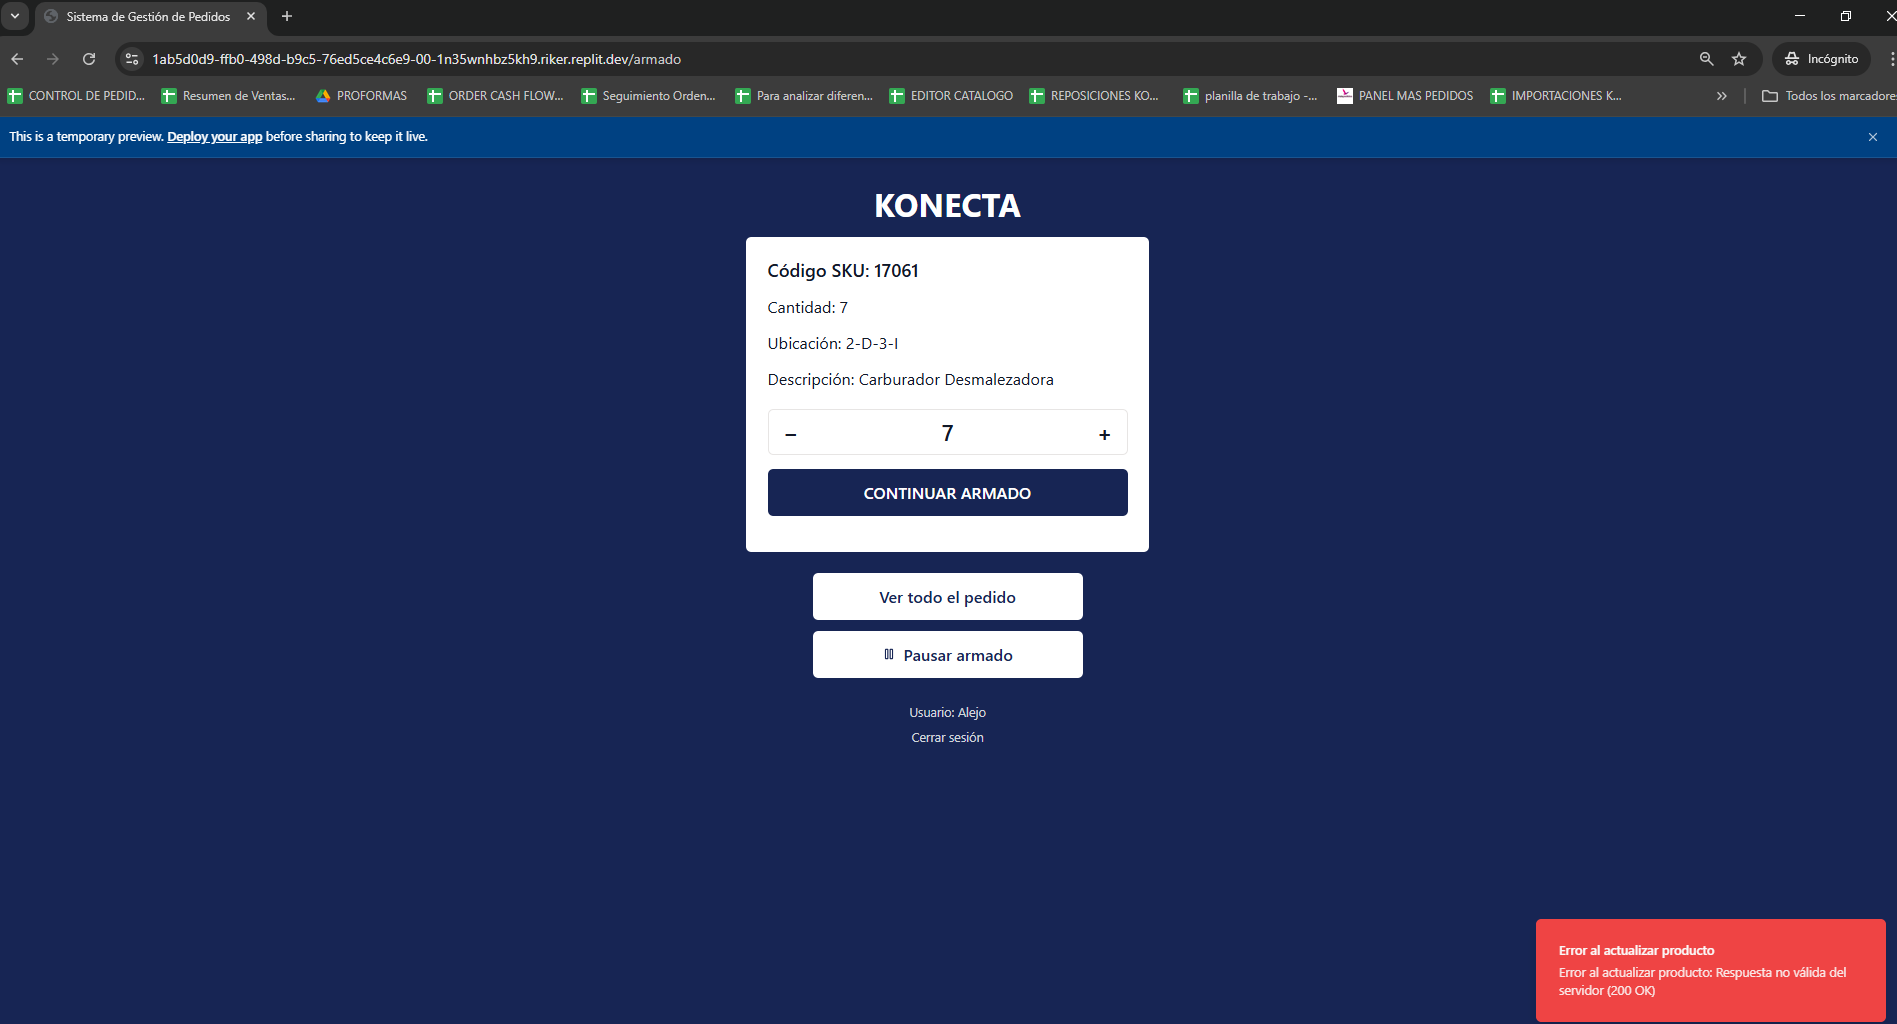 Sistema de Gestión de Pedidos
1ab5d0d9-ffb0-498d-b9c5-76ed5ce4c6e9-00-1n35wnhbz5kh9.riker.replit.dev/armado
Incógnito
CONTROL DE PEDID... Resumen de Ventas... PROFORMAS ORDER CASH FLOW... Seguimiento Orden... Para analizar diferen... EDITOR CATALOGO REPOSICIONES KO... planilla de trabajo -... PANEL MAS PEDIDOS IMPORTACIONES K... » Todos los marcadores
This is a temporary preview. Deploy your app before sharing to keep it live.
KONECTA
Código SKU: 17061
Cantidad: 7
Ubicación: 2-D-3-I
Descripción: Carburador Desmalezadora
− 7 +
CONTINUAR ARMADO
Ver todo el pedido
Pausar armado
Usuario: Alejo
Cerrar sesión
Error al actualizar producto
Error al actualizar producto: Respuesta no válida del
servidor (200 OK)